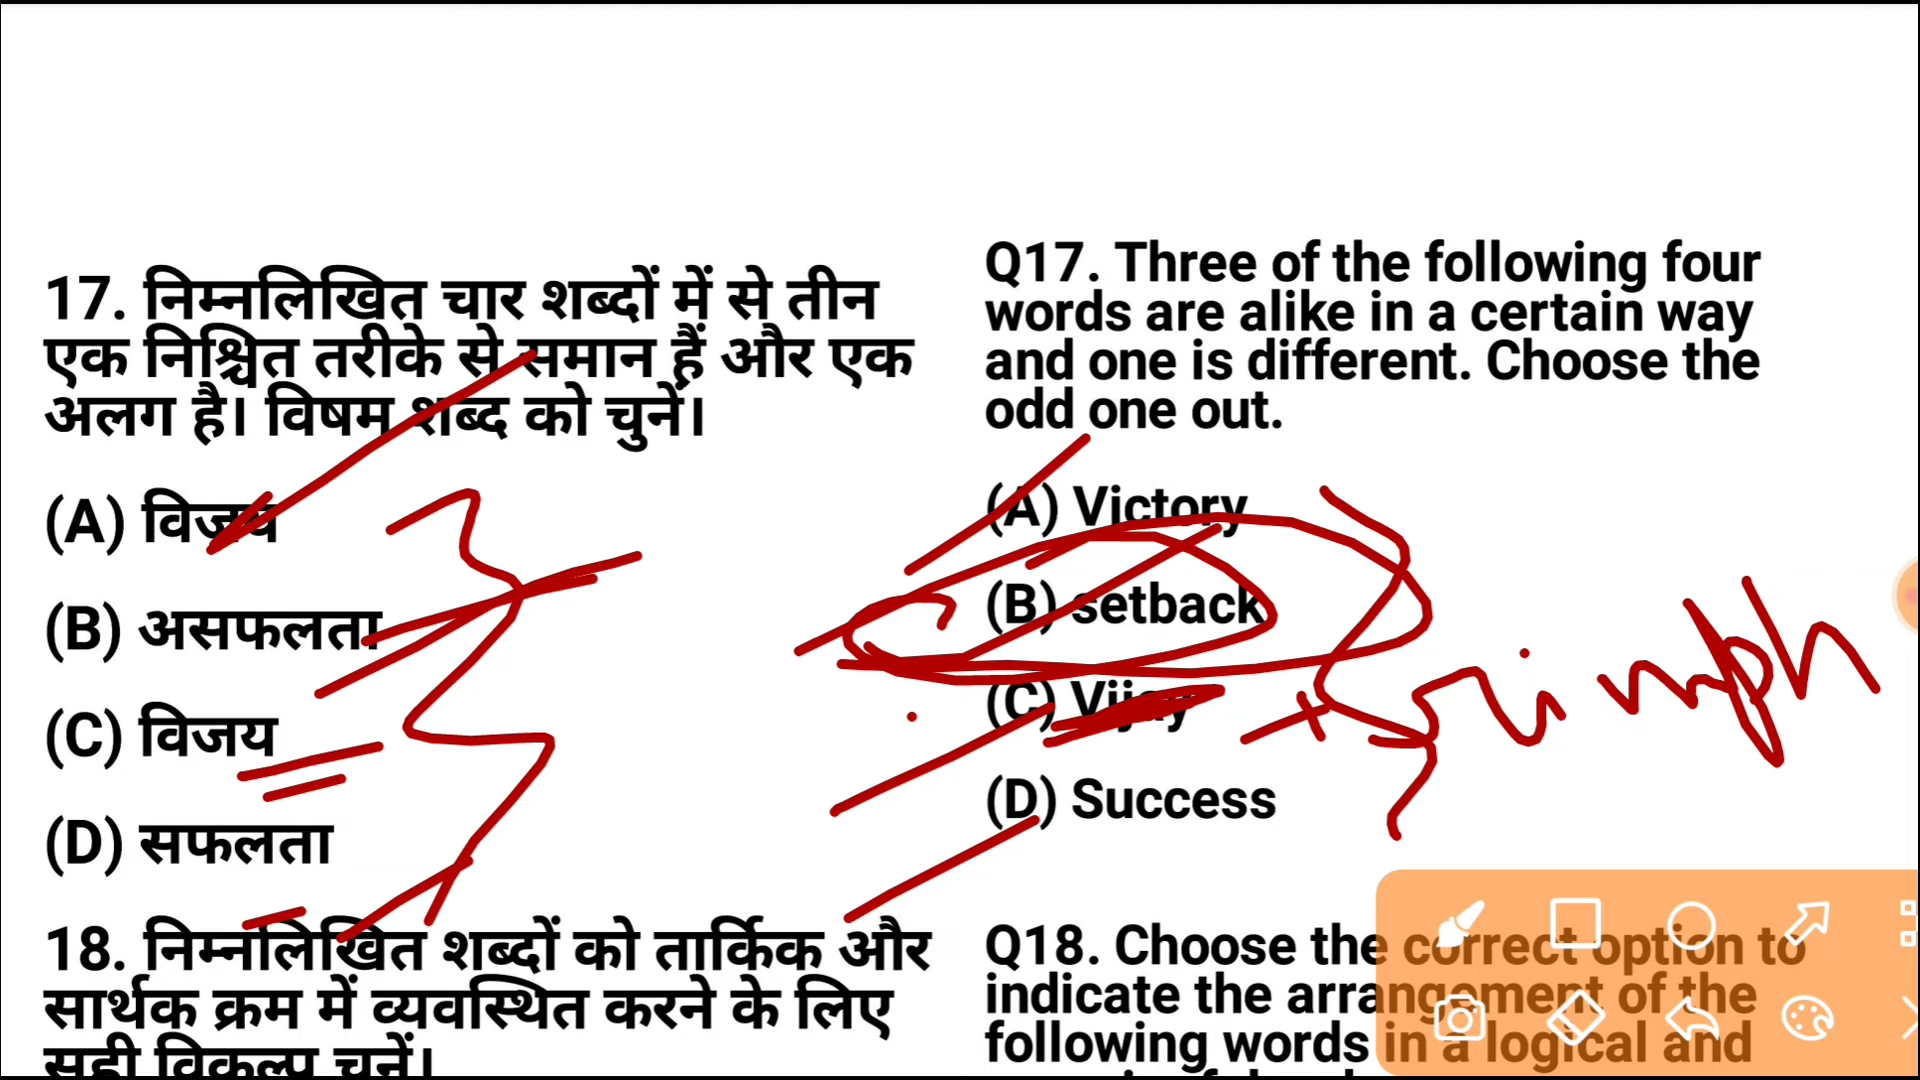 17. निम्नलिखित चार शब्दों में से तीन
एक निश्चित तरीके से समान हैं और एक
अलग है। विषम शब्द को चुनें।
(A) विजय
(B) असफलता
(C) विजय
(D) सफलता
18. निम्नलिखित शब्दों को तार्किक और
सार्थक क्रम में व्यवस्थित करने के लिए
सही विकल्प चुनें।
Q17. Three of the following four
words are alike in a certain way
and one is different. Choose the
odd one out.
(A) Victory
(B) setback
(C) Vijay
(D) Success
Q18. Choose the correct option to
indicate the arrangement of the
following words in a logical and